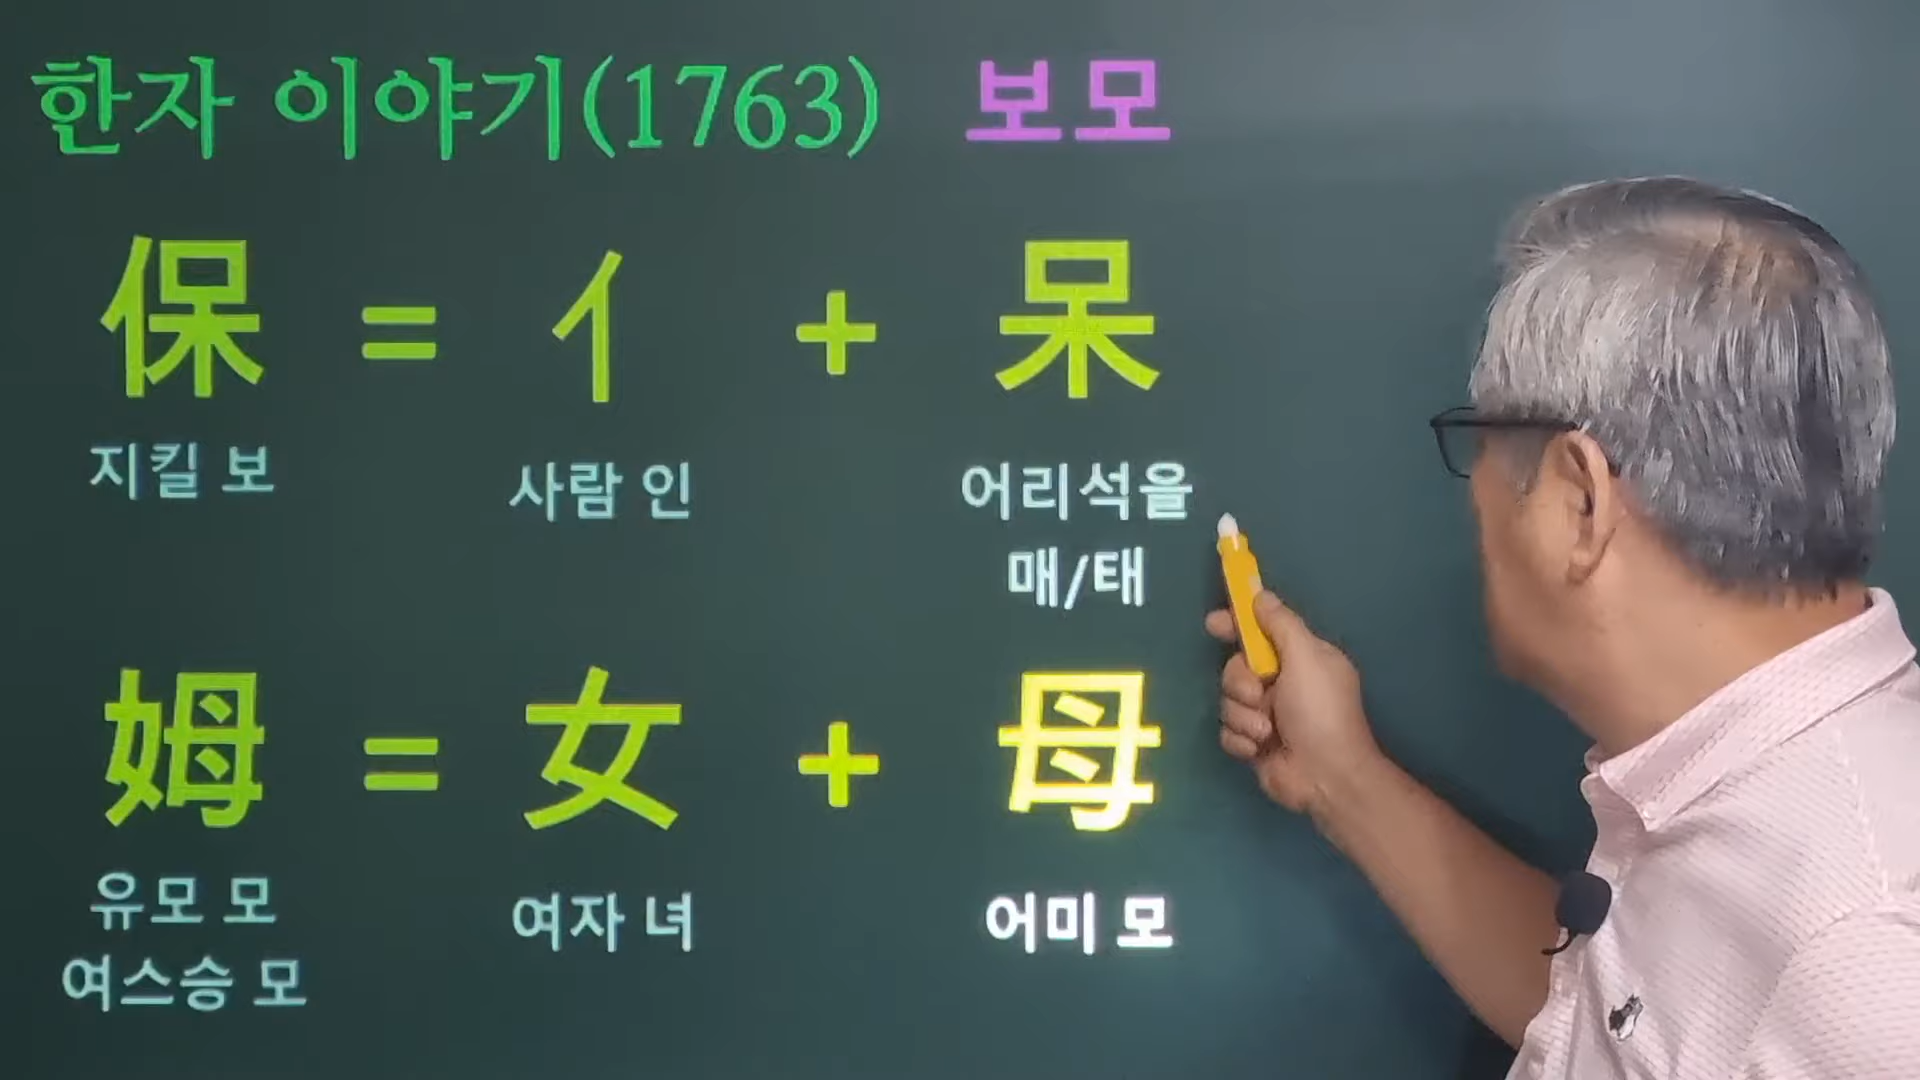 한자 이야기(1763) 보모
保 = 亻 + 呆
지킬 보 사람 인 어리석을
매/태
姆 = 女 + 母
유모 모 여자 녀 어미 모
여스승 모